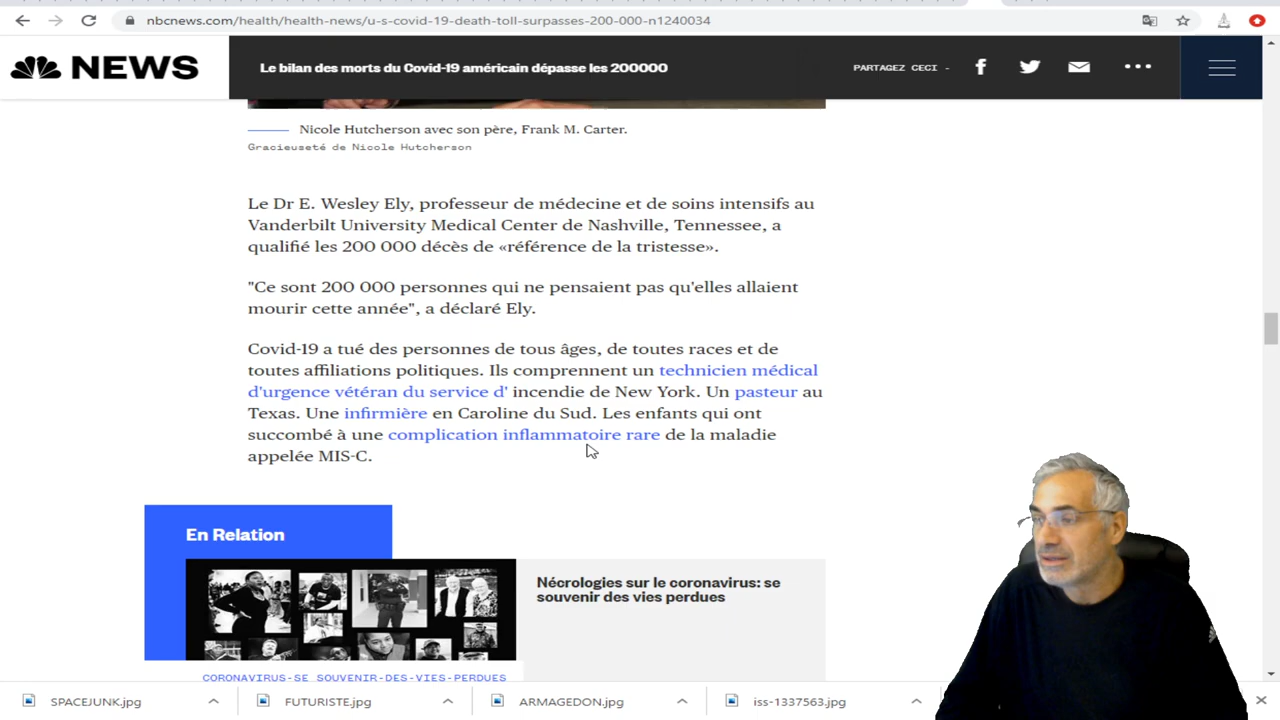 nbcnews.com/health/health-news/u-s-covid-19-death-toll-surpasses-200-000-n1240034
NEWS
Le bilan des morts du Covid-19 américain dépasse les 200000
PARTAGEZ CECI -
Nicole Hutcherson avec son père, Frank M. Carter.
Gracieuseté de Nicole Hutcherson
Le Dr E. Wesley Ely, professeur de médecine et de soins intensifs au
Vanderbilt University Medical Center de Nashville, Tennessee, a
qualifié les 200 000 décès de «référence de la tristesse».
"Ce sont 200 000 personnes qui ne pensaient pas qu'elles allaient
mourir cette année", a déclaré Ely.
Covid-19 a tué des personnes de tous âges, de toutes races et de
toutes affiliations politiques. Ils comprennent un technicien médical
d'urgence vétéran du service d' incendie de New York. Un pasteur au
Texas. Une infirmière en Caroline du Sud. Les enfants qui ont
succombé à une complication inflammatoire rare de la maladie
appelée MIS-C.
En Relation
Nécrologies sur le coronavirus: se
souvenir des vies perdues
CORONAVIRUS-SE SOUVENIR-DES-VIES-PERDUES
SPACEJUNK.jpg
FUTURISTE.jpg
ARMAGEDON.jpg
iss-1337563.jpg